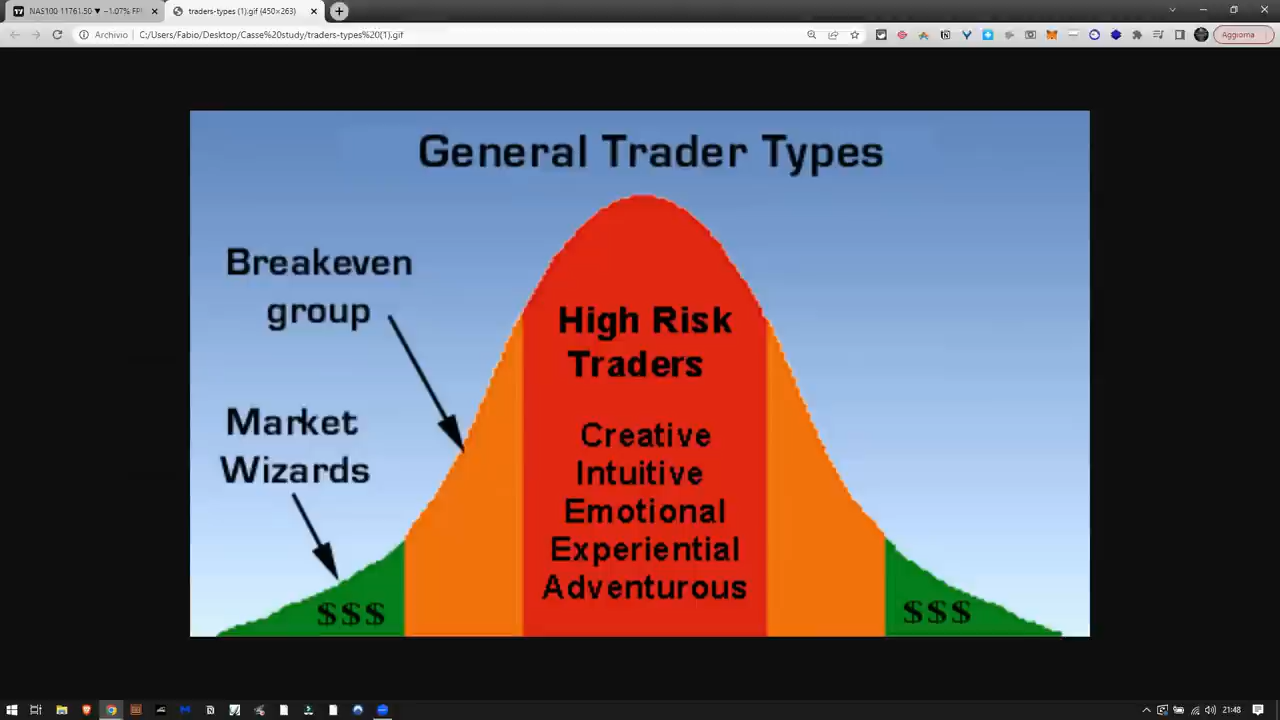 NAS100 11761.50 ▼ −1.07%
traders-types (1).gif (450×263)
Archivio
C:/Users/Fabio/Desktop/Casse%20study/traders-types%20(1).gif
Aggiorna
General Trader Types
Breakeven
group
High Risk
Traders
Market
Wizards
Creative
Intuitive
Emotional
Experiential
Adventurous
$$$
$$$
21:48